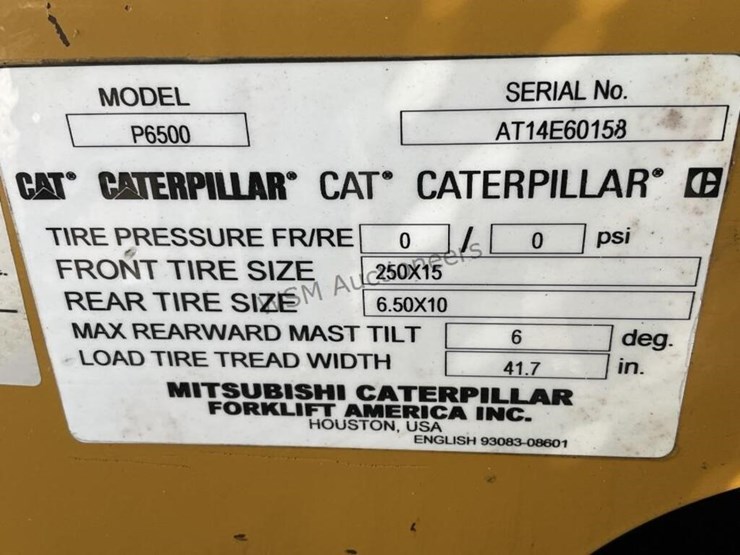 MODEL SERIAL No.
P6500 AT14E60158
CAT® CATERPILLAR® CAT® CATERPILLAR®
TIRE PRESSURE FR/RE 0 / 0 psi
FRONT TIRE SIZE 250X15
REAR TIRE SIZE 6.50X10
MSM Auctioneers
MAX REARWARD MAST TILT 6 deg.
LOAD TIRE TREAD WIDTH 41.7 in.
MITSUBISHI CATERPILLAR
FORKLIFT AMERICA INC.
HOUSTON, USA
ENGLISH 93083-08601